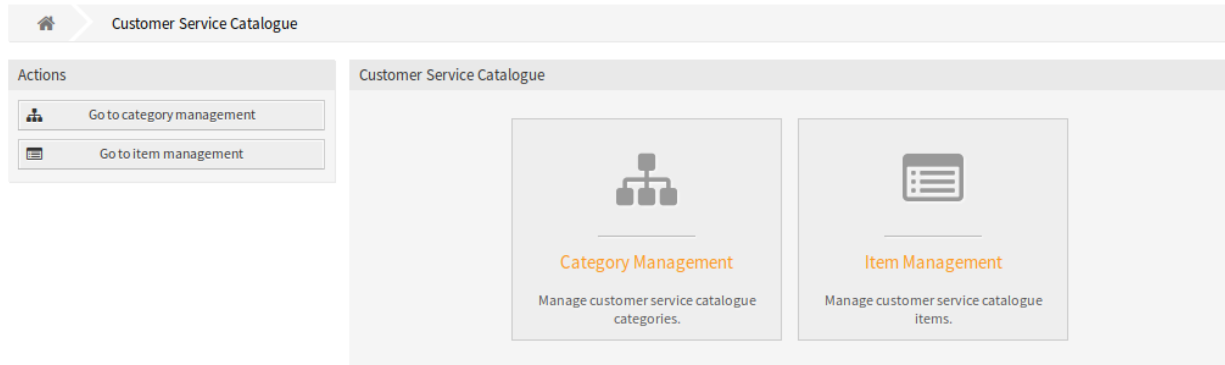 Customer Service Catalogue
Actions
Go to category management
Go to item management
Customer Service Catalogue
Category Management
Manage customer service catalogue
categories.
Item Management
Manage customer service catalogue
items.